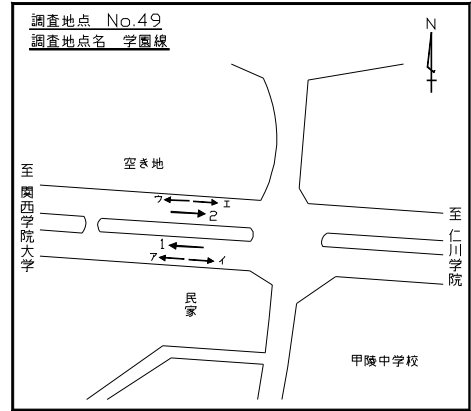 調査地点 No.49
調査地点名 学園線
N
空き地
至 関西学院大学
ウ エ
2
1
ア イ
至 仁川学院
民家
甲陵中学校